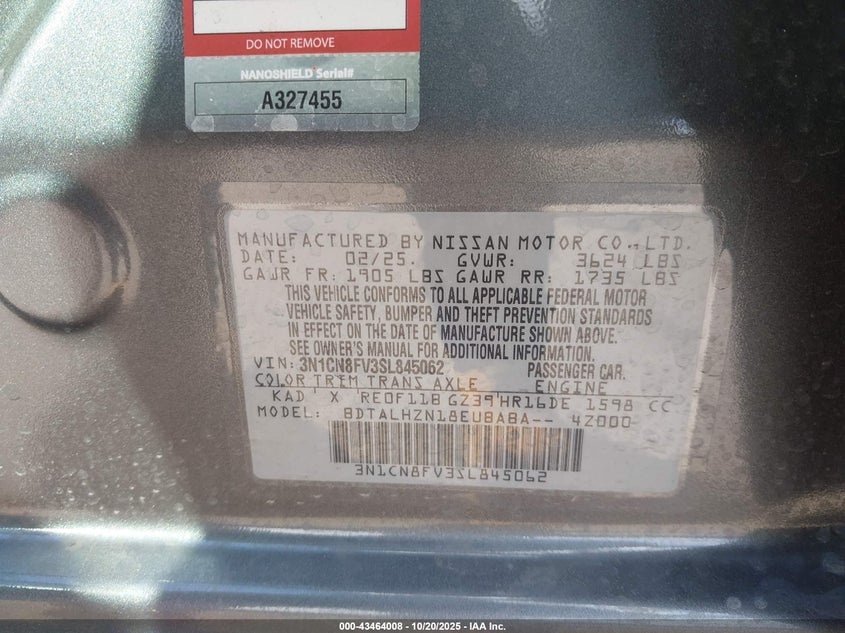 DO NOT REMOVE
NANOSHIELD Serial#
A327455
MANUFACTURED BY NISSAN MOTOR CO., LTD.
DATE: 02/25. GVWR: 3624 LBS
GAWR FR: 1905 LBS GAWR RR: 1735 LBS
THIS VEHICLE CONFORMS TO ALL APPLICABLE FEDERAL MOTOR
VEHICLE SAFETY, BUMPER AND THEFT PREVENTION STANDARDS
IN EFFECT ON THE DATE OF MANUFACTURE SHOWN ABOVE.
SEE OWNER'S MANUAL FOR ADDITIONAL INFORMATION.
VIN: 3N1CN8FV3SL845062 PASSENGER CAR.
COLOR TRIM TRANS AXLE ENGINE
KAD X RE0F11B GZ39 HR16DE 1598 CC
MODEL: BDTALHZN18EUBABA-- 4Z000
3N1CN8FV3SL845062
000-43464008 - 10/20/2025 - IAA Inc.